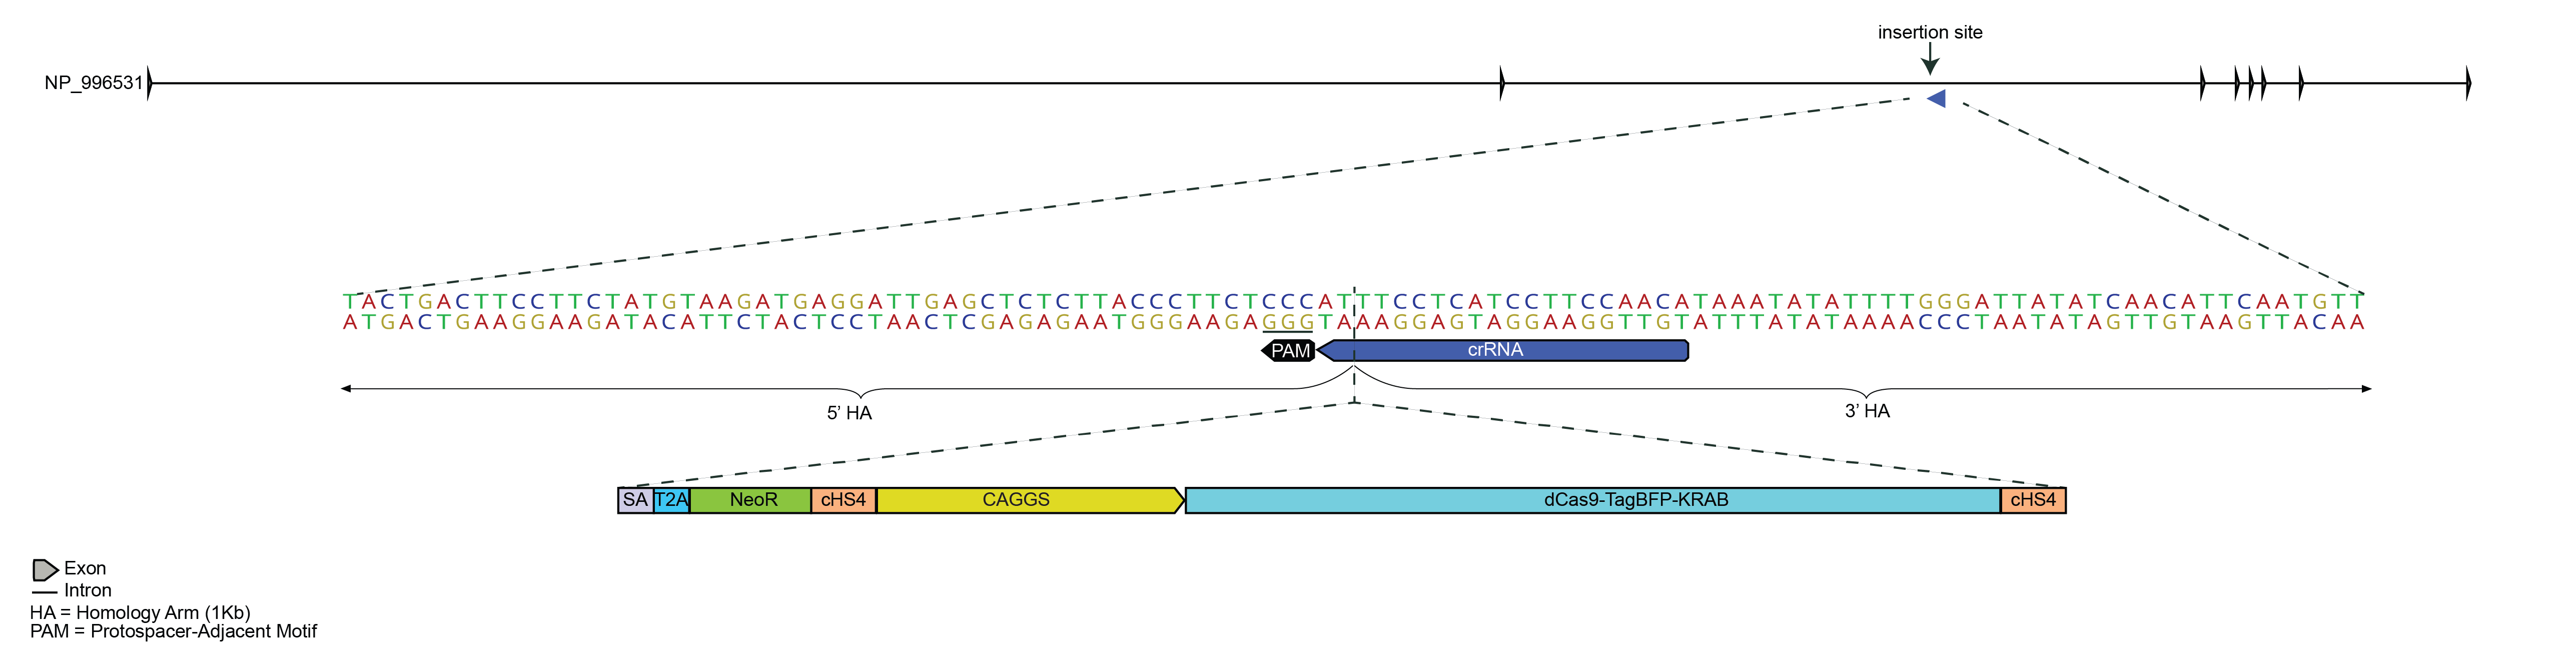 insertion site
NP_996531
TACTGACTTCCTTCTATGTAAGATGAGGATTGAGCTCTCTTACCCTTCTCCCATTTCCTCATCCTTCCAACATAAATATATTTTGGGATTATATCAACATTCAATGTT
ATGACTGAAGGAAGATACATTCTACTCCTAACTCGAGAGAATGGGAAGAGGGTAAAGGAGTAGGAAGGTTGTATTTATATAAAACCCTAATATAGTTGTAAGTTACAA
PAM
crRNA
5’ HA
3’ HA
SA T2A NeoR cHS4 CAGGS dCas9-TagBFP-KRAB cHS4
Exon
Intron
HA = Homology Arm (1Kb)
PAM = Protospacer-Adjacent Motif